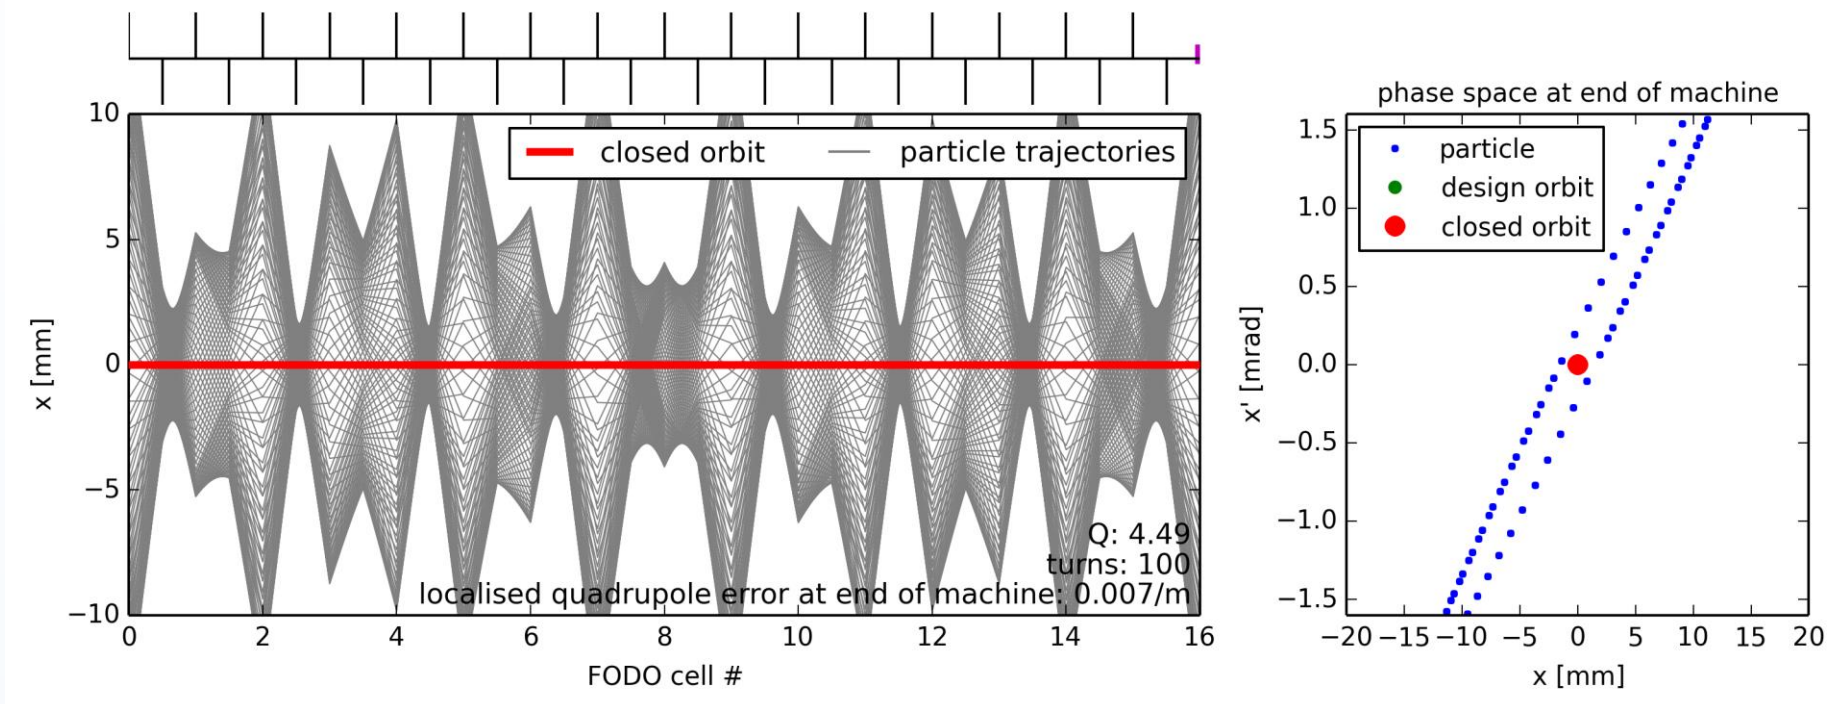 10
5
0
−5
−10
x [mm]
closed orbit
particle trajectories
Q: 4.49
turns: 100
localised quadrupole error at end of machine: 0.007/m
0 2 4 6 8 10 12 14 16
FODO cell #
phase space at end of machine
1.5
1.0
0.5
0.0
−0.5
−1.0
−1.5
x' [mrad]
particle
design orbit
closed orbit
−20 −15 −10 −5 0 5 10 15 20
x [mm]